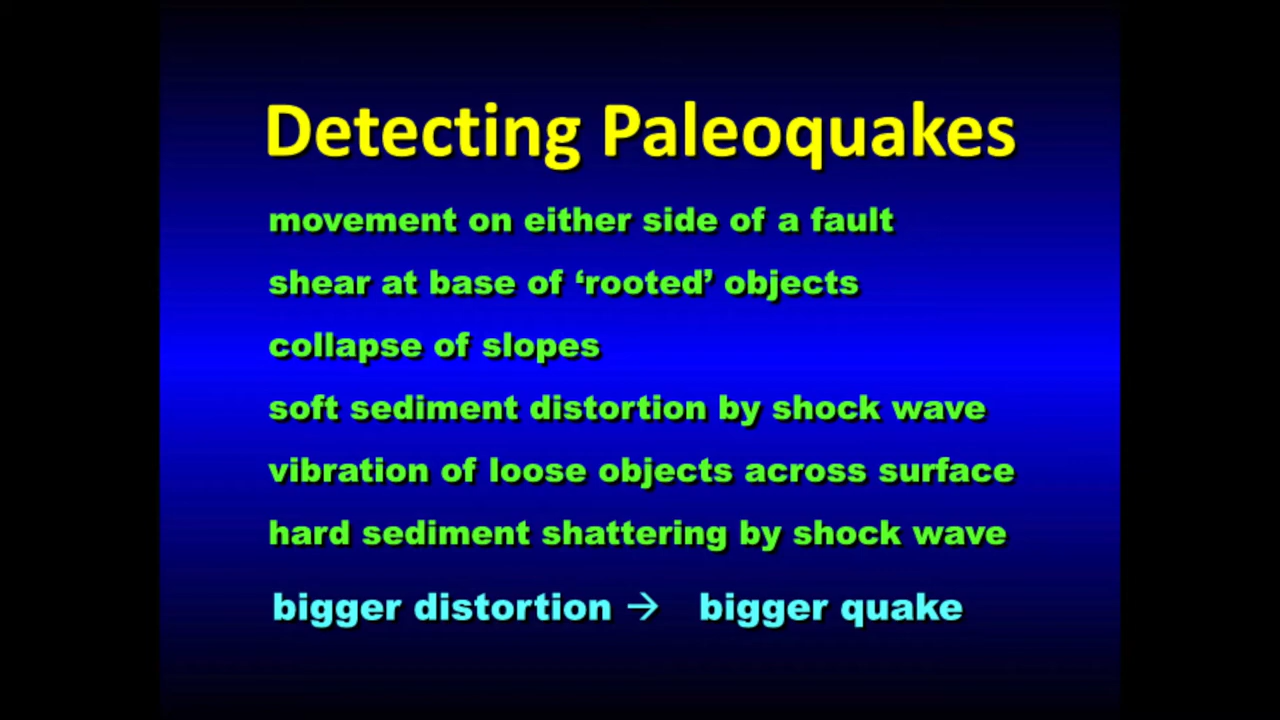 Detecting Paleoquakes
movement on either side of a fault
shear at base of ‘rooted’ objects
collapse of slopes
soft sediment distortion by shock wave
vibration of loose objects across surface
hard sediment shattering by shock wave
bigger distortion → bigger quake